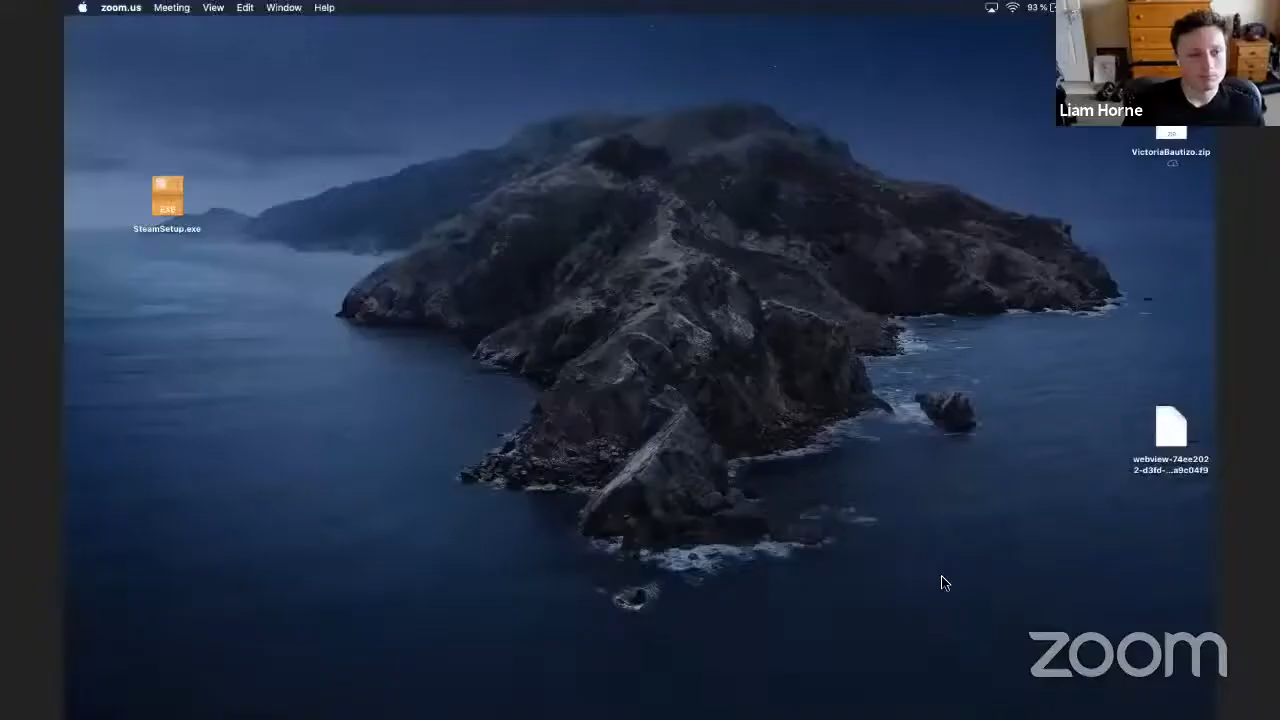 zoom.us Meeting View Edit Window Help 93 %
Liam Horne
VictoriaBautizo.zip
EXE
SteamSetup.exe
webview-74ee202
2-d3fd-...a9c04f9
zoom